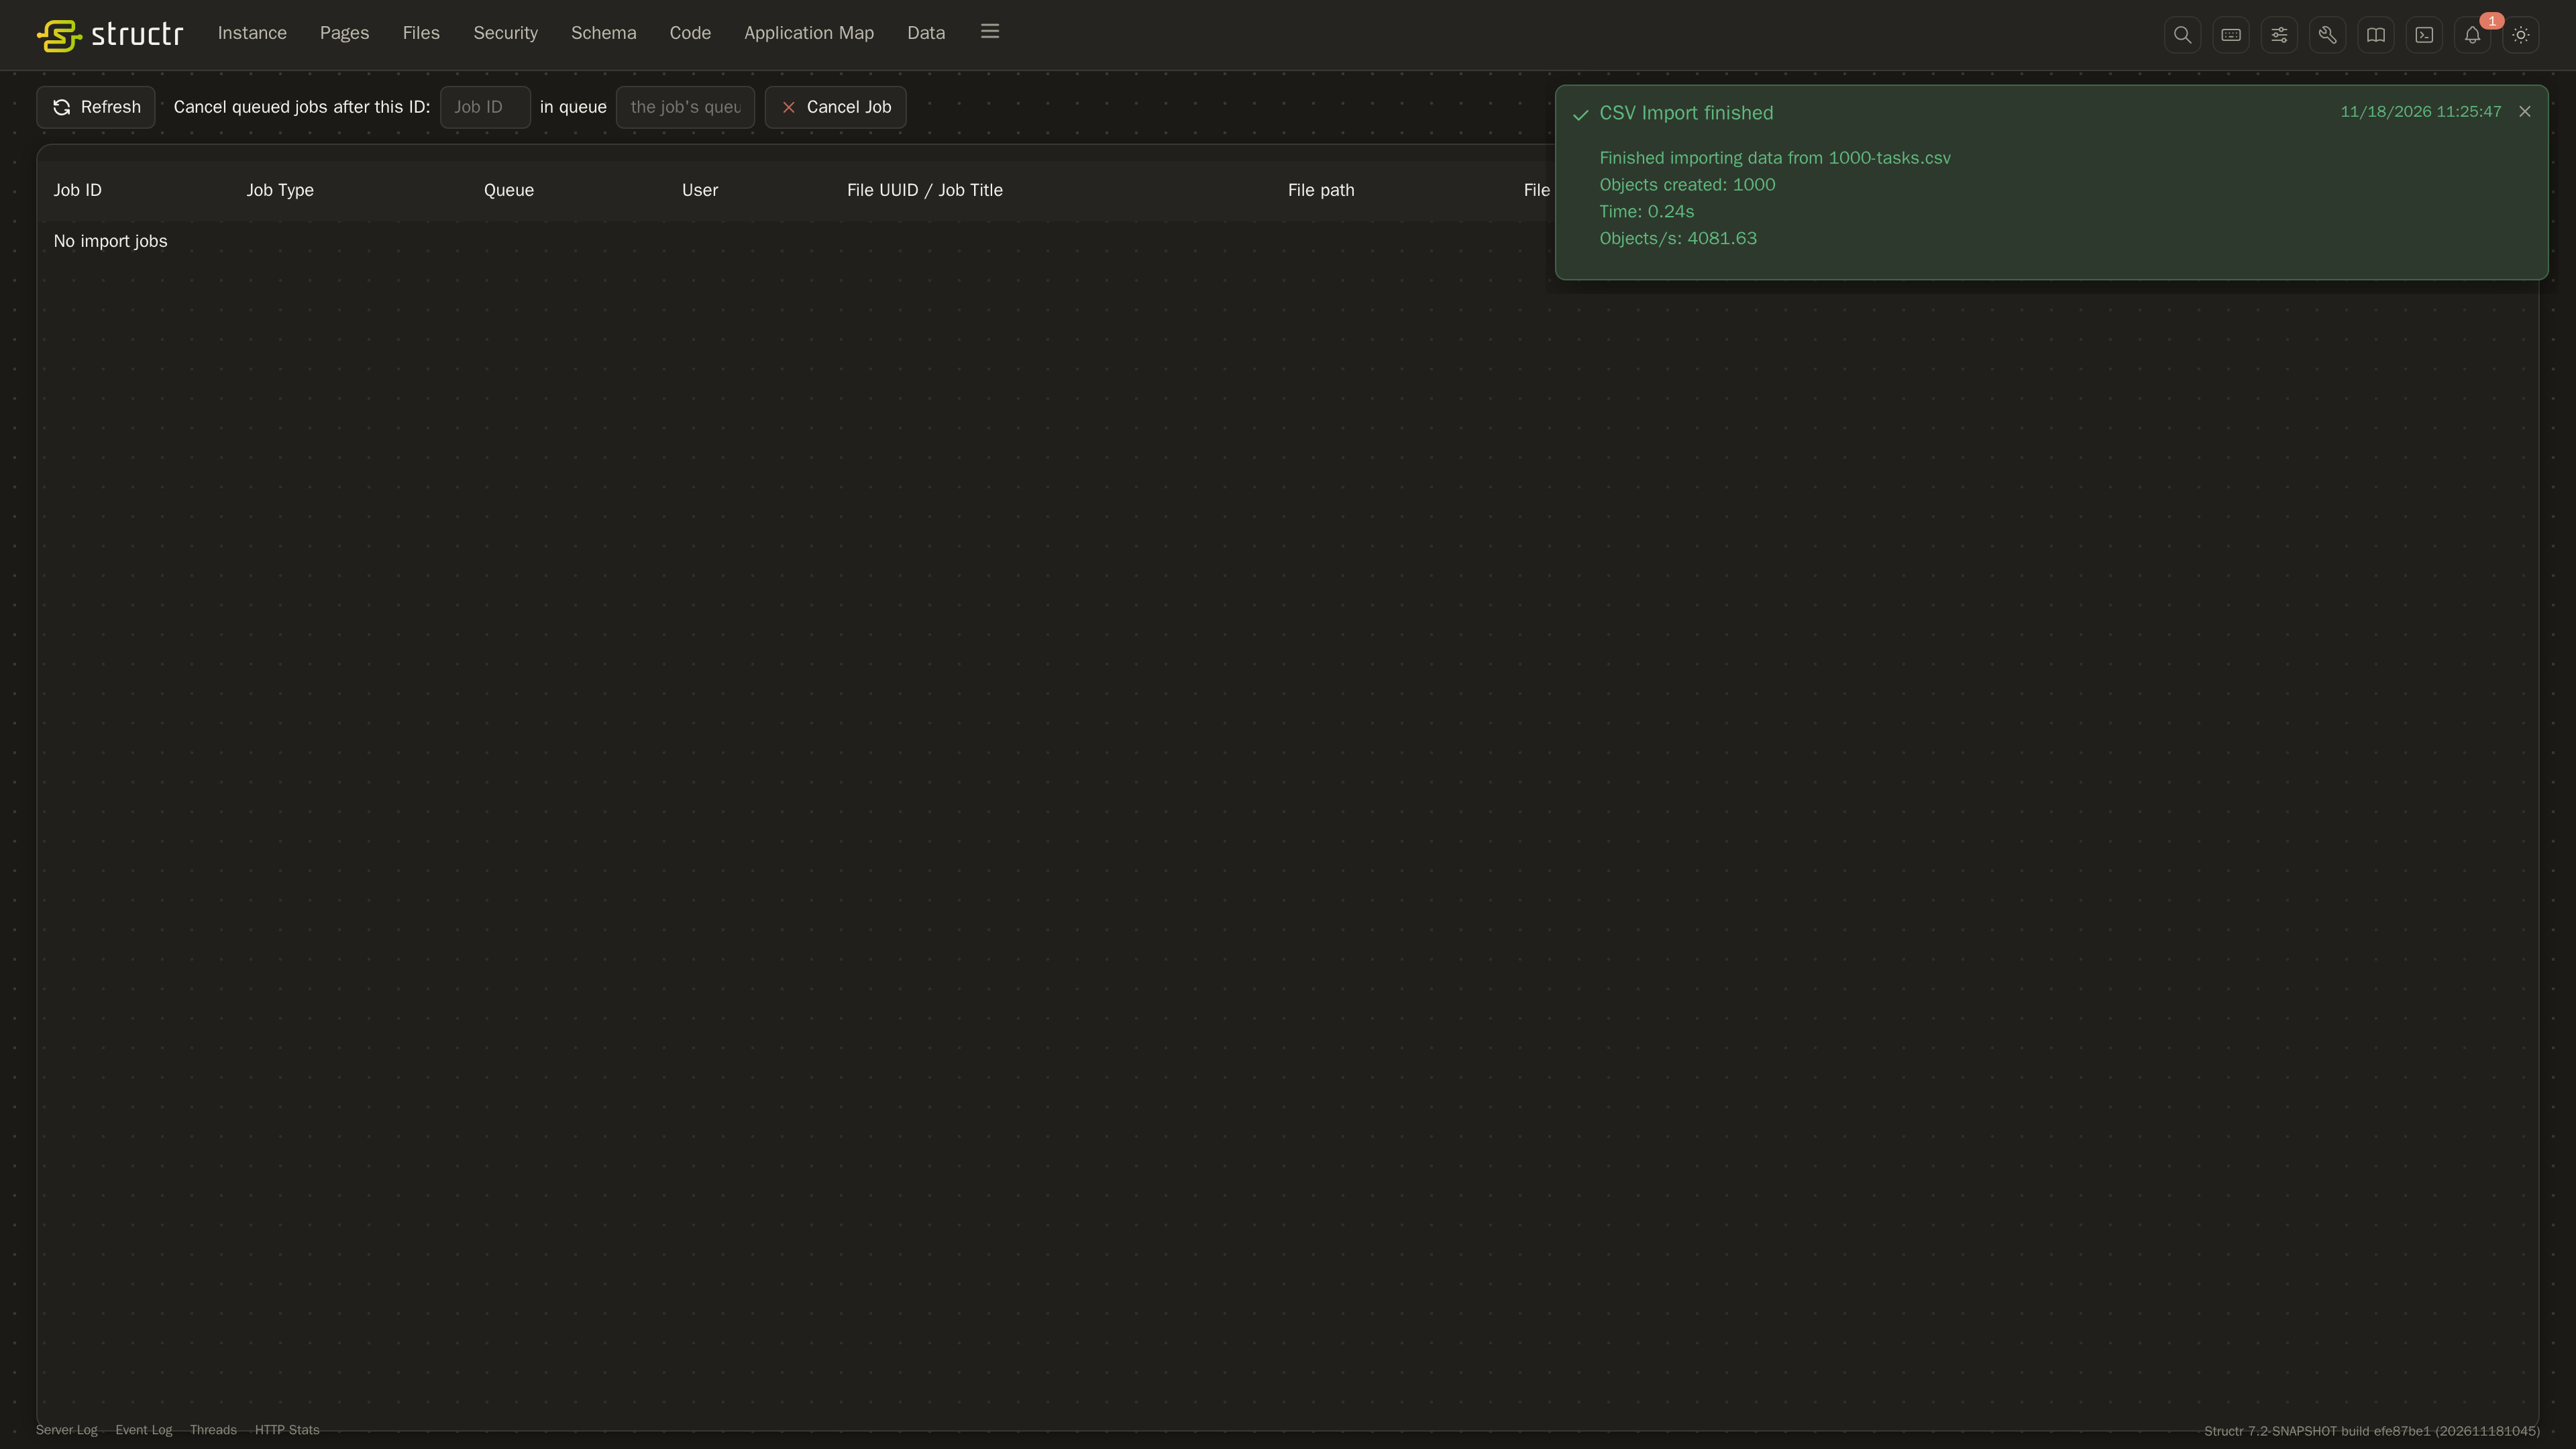 structr Instance Pages Files Security Schema Code Application Map Data 1
Refresh Cancel queued jobs after this ID: Job ID in queue the job's queu Cancel Job
CSV Import finished 11/18/2026 11:25:47
Finished importing data from 1000-tasks.csv
Objects created: 1000
Time: 0.24s
Objects/s: 4081.63
Job ID Job Type Queue User File UUID / Job Title File path File
No import jobs
Server Log Event Log Threads HTTP Stats Structr 7.2-SNAPSHOT build efe87be1 (202611181045)